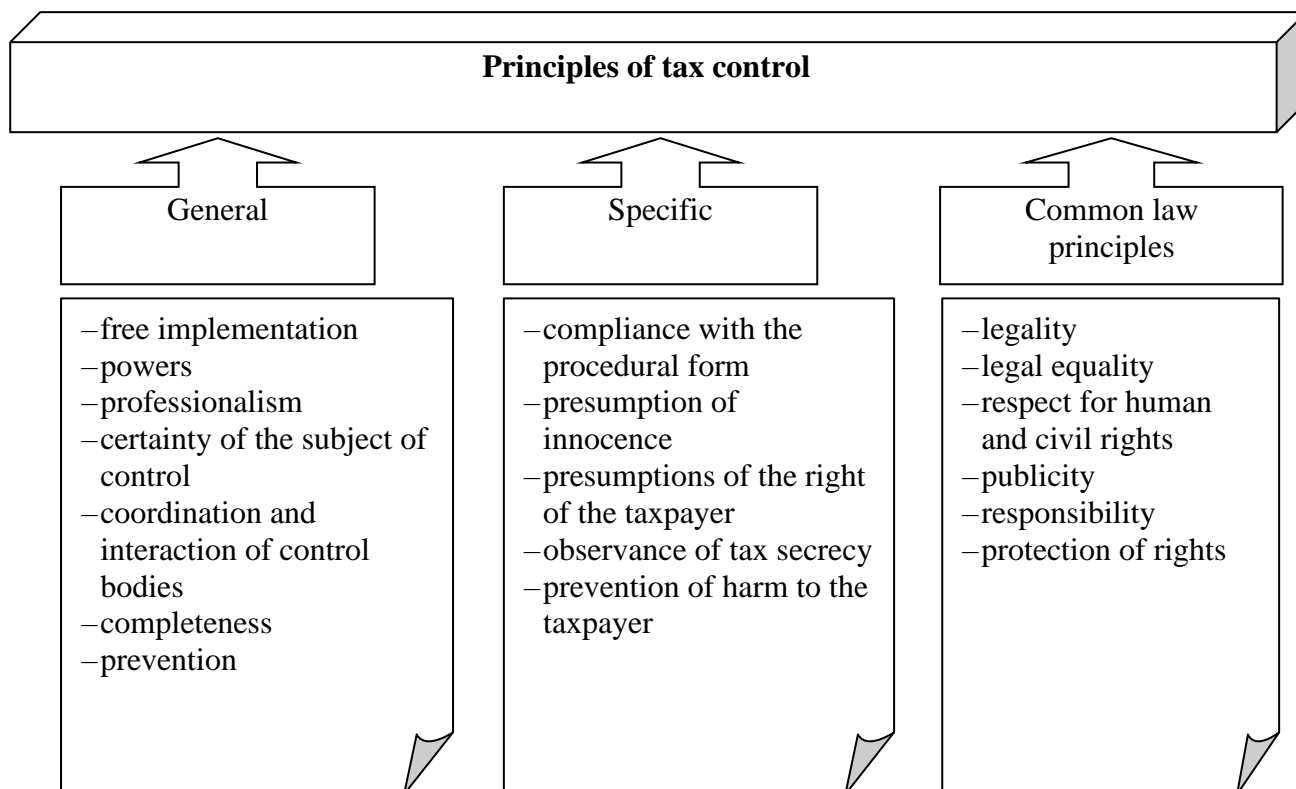 Principles of tax control
General
–free implementation
–powers
–professionalism
–certainty of the subject of
control
–coordination and
interaction of control
bodies
–completeness
–prevention
Specific
–compliance with the
procedural form
–presumption of
innocence
–presumptions of the right
of the taxpayer
–observance of tax secrecy
–prevention of harm to the
taxpayer
Common law
principles
–legality
–legal equality
–respect for human
and civil rights
–publicity
–responsibility
–protection of rights